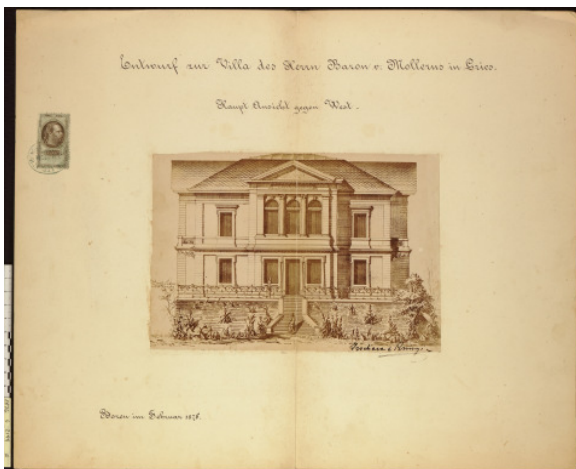 Entwurf zur Villa des Herrn Baron v. Mollerus in Gries.
Haupt Ansicht gegen West.
Bozen im Februar 1876.